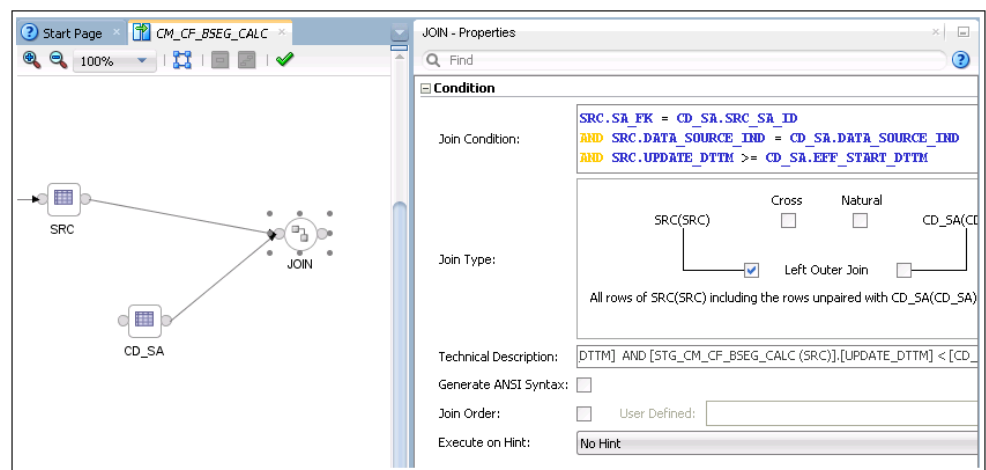 Start Page
CM_CF_BSEG_CALC
100%
SRC
JOIN
CD_SA
JOIN - Properties
Find
Condition
Join Condition:
SRC.SA_FK = CD_SA.SRC_SA_ID
AND SRC.DATA_SOURCE_IND = CD_SA.DATA_SOURCE_IND
AND SRC.UPDATE_DTTM >= CD_SA.EFF_START_DTTM
Join Type:
Cross Natural
SRC(SRC) CD_SA(CD
Left Outer Join
All rows of SRC(SRC) including the rows unpaired with CD_SA(CD_SA)
Technical Description: DTTM] AND [STG_CM_CF_BSEG_CALC (SRC)].[UPDATE_DTTM] < [CD_
Generate ANSI Syntax:
Join Order: User Defined:
Execute on Hint: No Hint